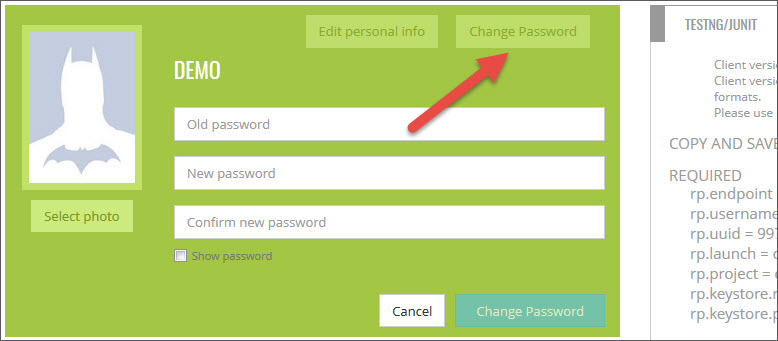 Edit personal info
Change Password
DEMO
Old password
New password
Confirm new password
Show password
Select photo
Cancel
Change Password
TESTNG/JUNIT
Client versi
Client versi
formats.
Please use
COPY AND SAVE
REQUIRED
rp.endpoint
rp.username
rp.uuid = 997
rp.launch =
rp.project =
rp.keystore.r
rp.keystore.p